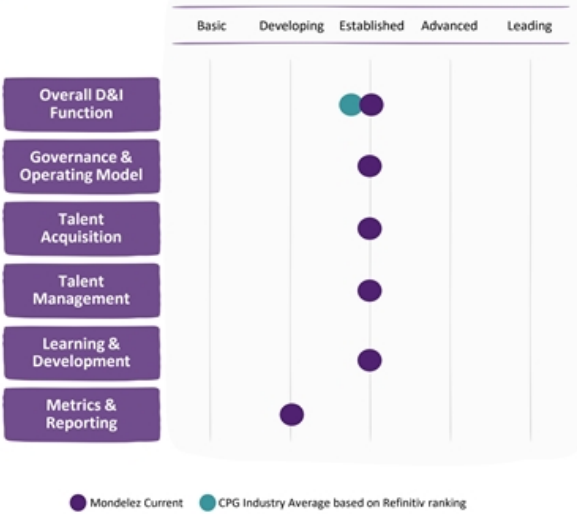 Basic Developing Established Advanced Leading
Overall D&I
Function
Governance &
Operating Model
Talent
Acquisition
Talent
Management
Learning &
Development
Metrics &
Reporting
Mondelez Current CPG Industry Average based on Refinitiv ranking